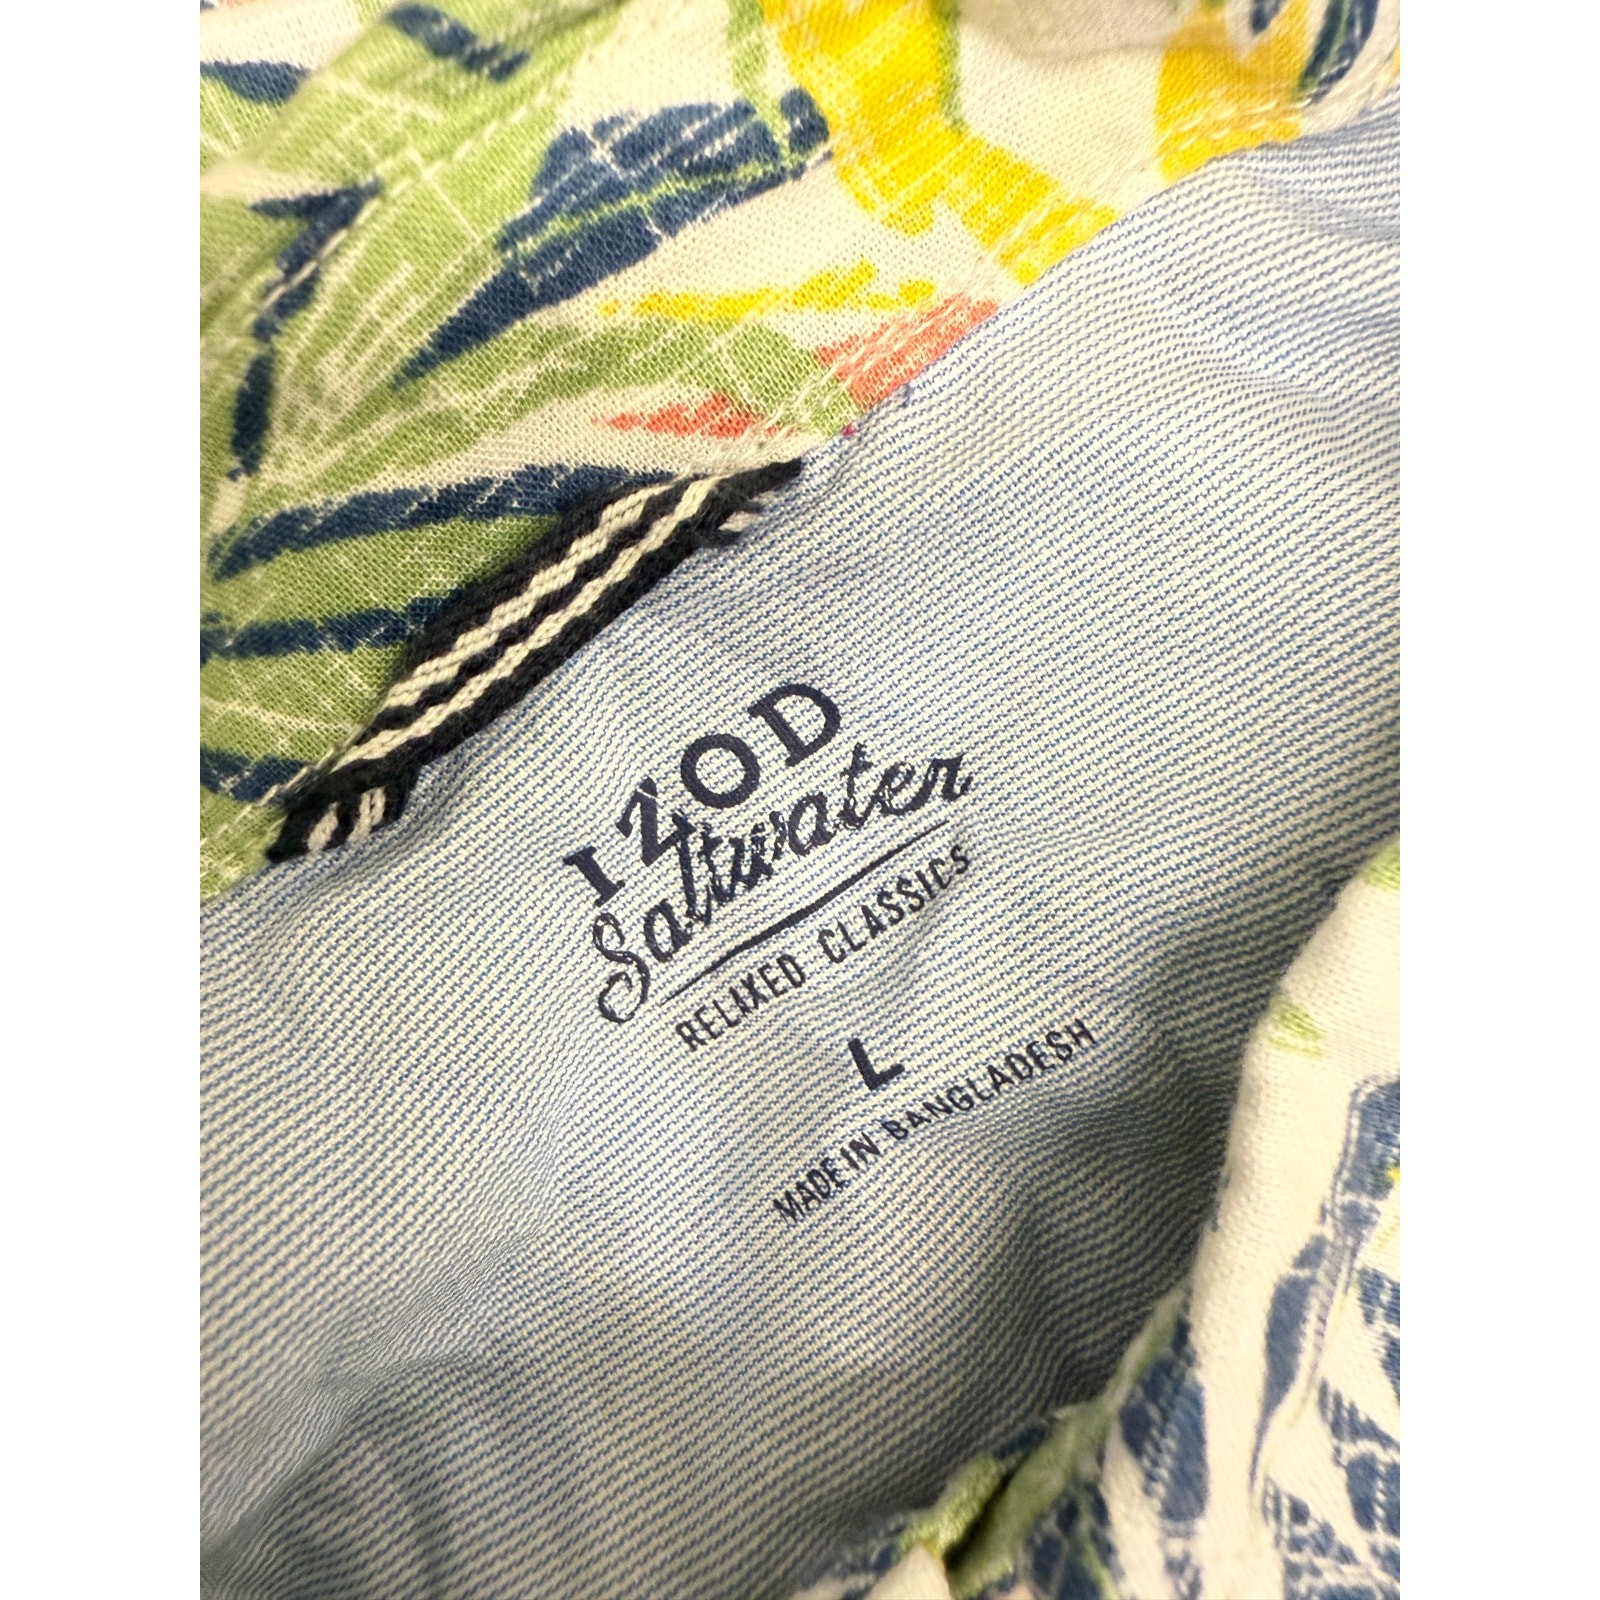 IZOD
Saltwater
RELAXED CLASSICS
L
MADE IN BANGLADESH